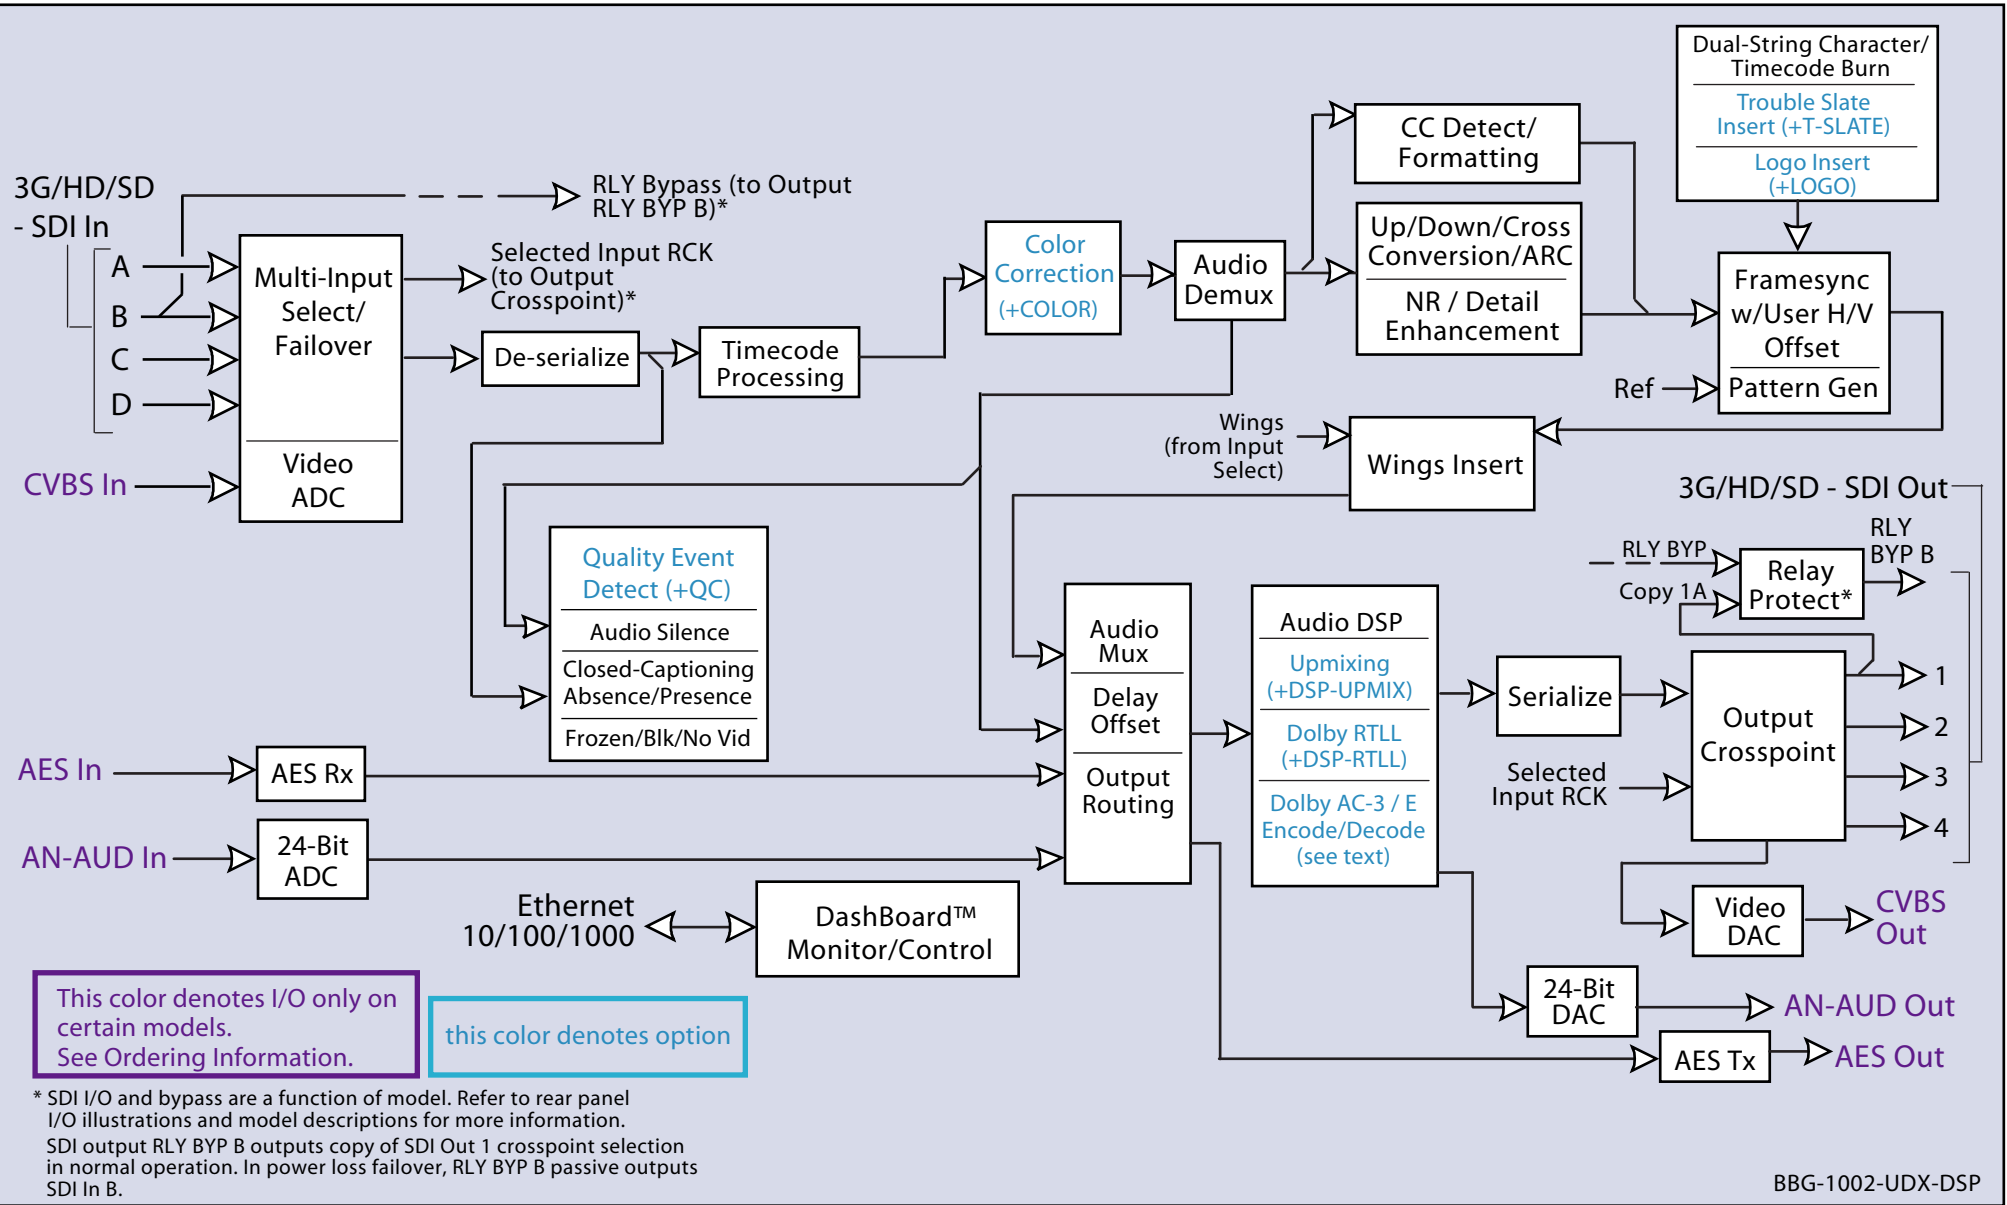 Dual-String Character/
Timecode Burn
Trouble Slate
Insert (+T-SLATE)
Logo Insert
(+LOGO)
CC Detect/
Formatting
3G/HD/SD
- SDI In
RLY Bypass (to Output
RLY BYP B)*
A
B
C
D
Multi-Input
Select/
Failover
Video
ADC
CVBS In
Selected Input RCK
(to Output
Crosspoint)*
De-serialize
Timecode
Processing
Color
Correction
(+COLOR)
Audio
Demux
Up/Down/Cross
Conversion/ARC
NR / Detail
Enhancement
Framesync
w/User H/V
Offset
Pattern Gen
Ref
Wings
(from Input
Select)
Wings Insert
3G/HD/SD - SDI Out
Quality Event
Detect (+QC)
Audio Silence
Closed-Captioning
Absence/Presence
Frozen/Blk/No Vid
RLY BYP
Copy 1A
Relay
Protect*
RLY
BYP B
Audio
Mux
Delay
Offset
Output
Routing
Audio DSP
Upmixing
(+DSP-UPMIX)
Dolby RTLL
(+DSP-RTLL)
Dolby AC-3 / E
Encode/Decode
(see text)
Serialize
Selected
Input RCK
Output
Crosspoint
1
2
3
4
AES In
AES Rx
AN-AUD In
24-Bit
ADC
Ethernet
10/100/1000
DashBoard™
Monitor/Control
Video
DAC
CVBS
Out
24-Bit
DAC
AN-AUD Out
AES Tx
AES Out
This color denotes I/O only on
certain models.
See Ordering Information.
this color denotes option
* SDI I/O and bypass are a function of model. Refer to rear panel
I/O illustrations and model descriptions for more information.
SDI output RLY BYP B outputs copy of SDI Out 1 crosspoint selection
in normal operation. In power loss failover, RLY BYP B passive outputs
SDI In B.
BBG-1002-UDX-DSP